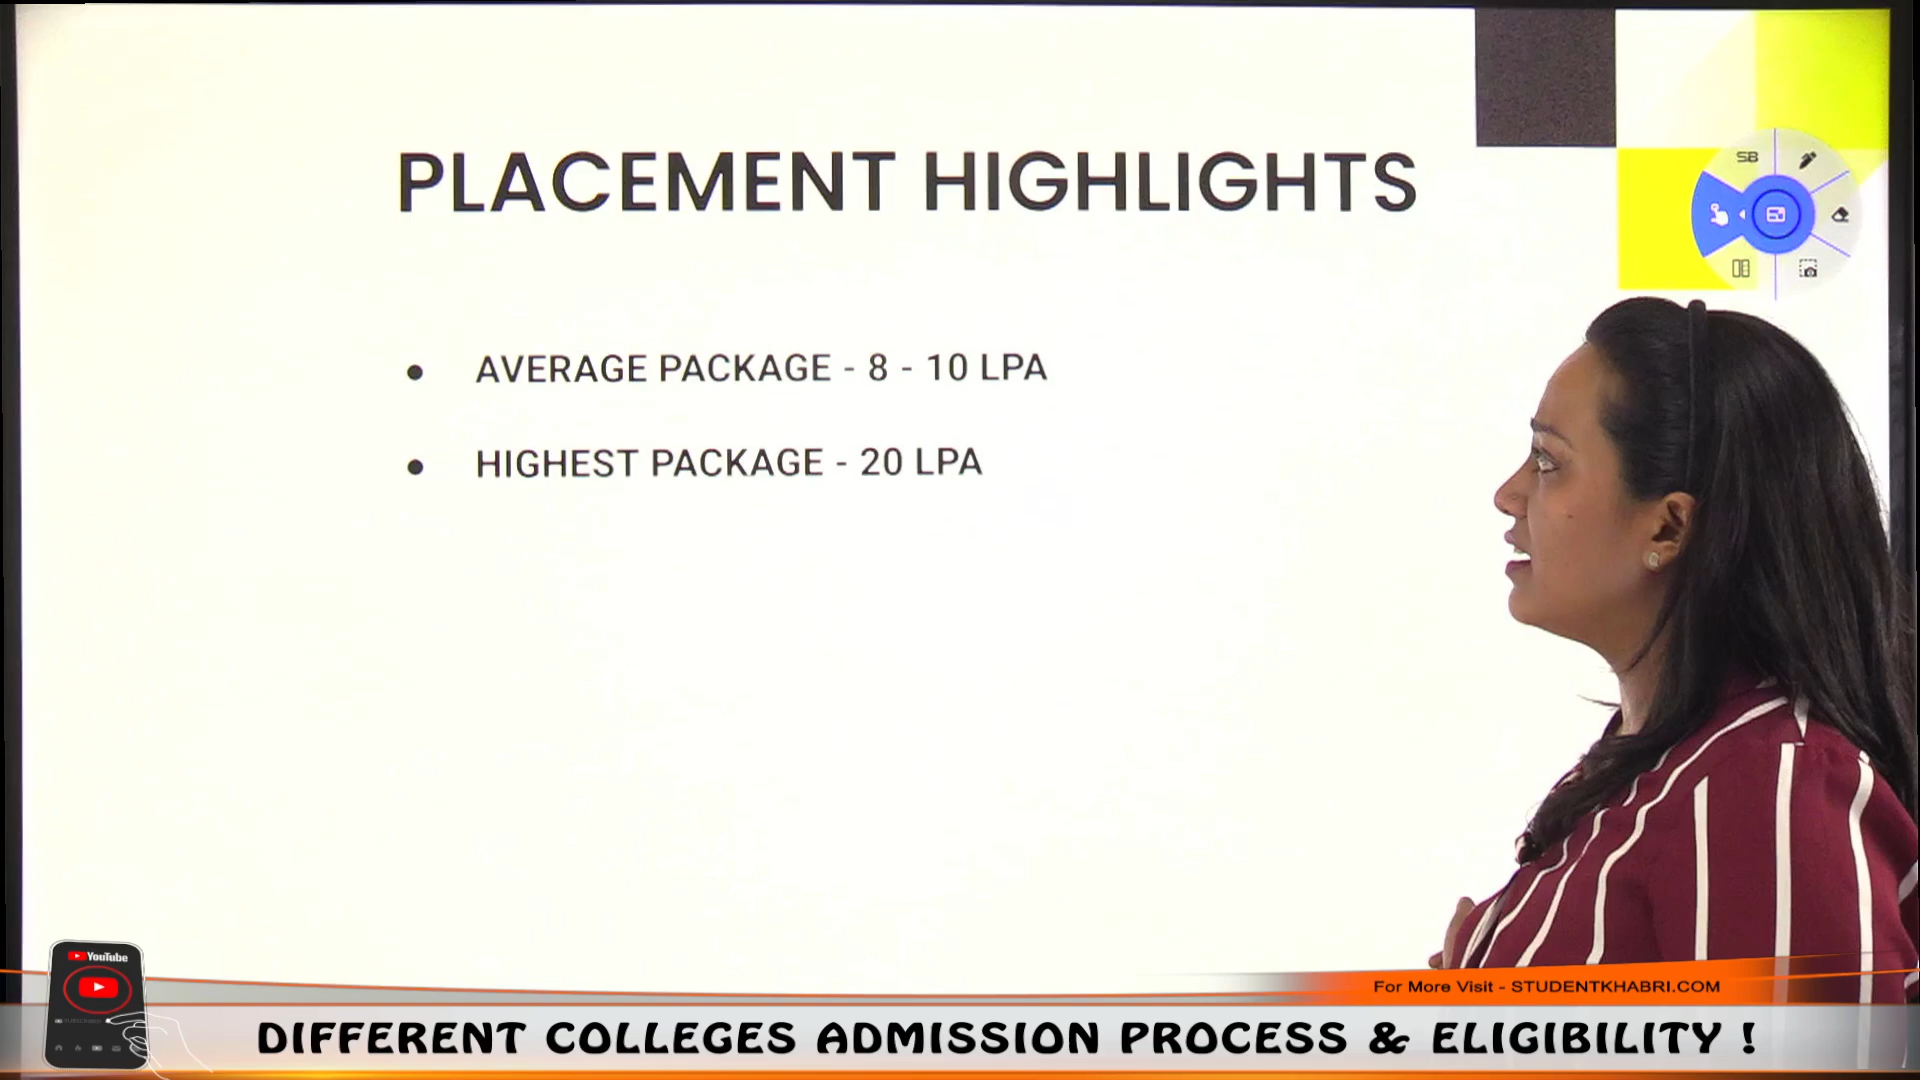 PLACEMENT HIGHLIGHTS
SB
● AVERAGE PACKAGE - 8 - 10 LPA
● HIGHEST PACKAGE - 20 LPA
YouTube
For More Visit - STUDENTKHABRI.COM
DIFFERENT COLLEGES ADMISSION PROCESS & ELIGIBILITY !